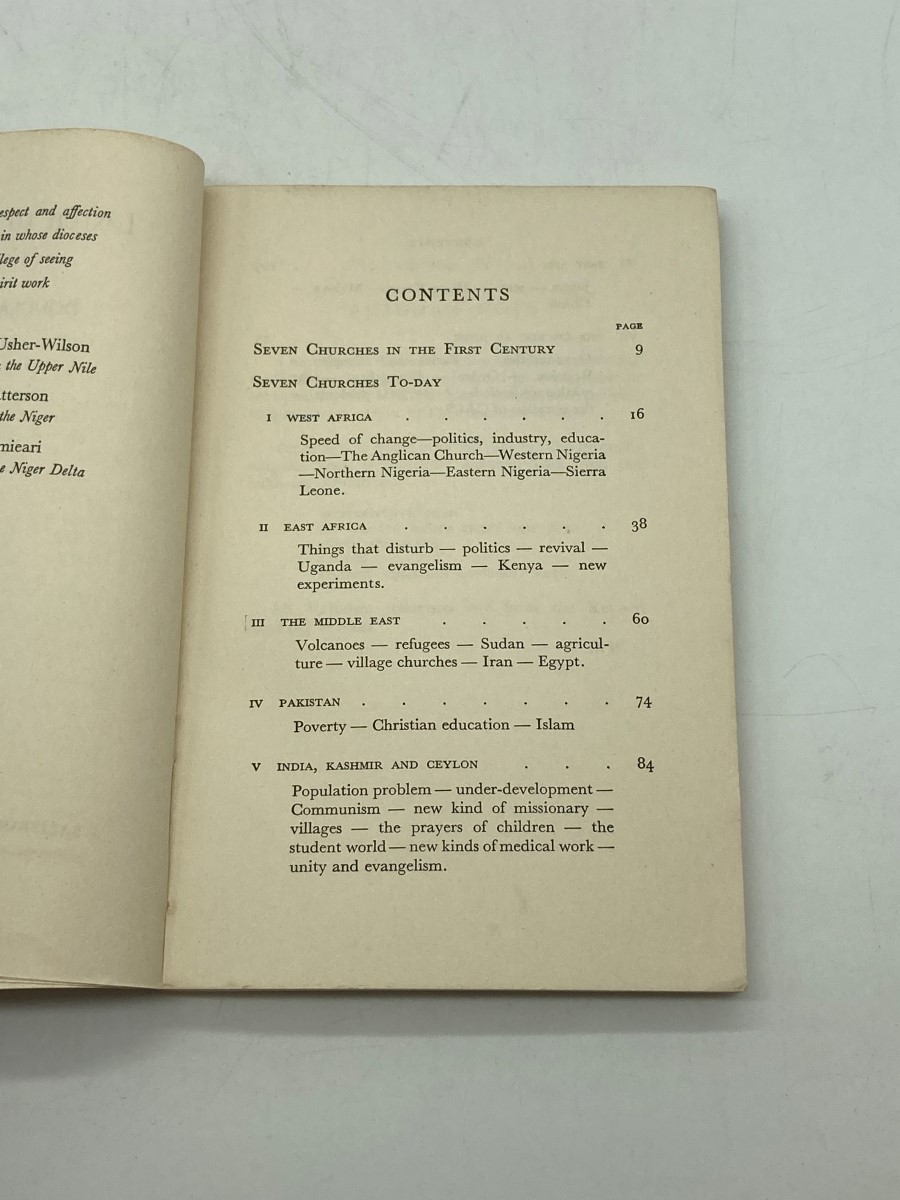 espect and affection
in whose dioceses
lege of seeing
irit work
Usher-Wilson
the Upper Nile
tterson
the Niger
mieari
e Niger Delta
CONTENTS
PAGE
SEVEN CHURCHES IN THE FIRST CENTURY 9
SEVEN CHURCHES TO-DAY
I WEST AFRICA . . . . . . 16
Speed of change—politics, industry, educa-
tion—The Anglican Church—Western Nigeria
—Northern Nigeria—Eastern Nigeria—Sierra
Leone.
II EAST AFRICA . . . . . . 38
Things that disturb — politics — revival —
Uganda — evangelism — Kenya — new
experiments.
III THE MIDDLE EAST . . . . . 60
Volcanoes — refugees — Sudan — agricul-
ture — village churches — Iran — Egypt.
IV PAKISTAN . . . . . . . 74
Poverty — Christian education — Islam
V INDIA, KASHMIR AND CEYLON . . . 84
Population problem — under-development —
Communism — new kind of missionary —
villages — the prayers of children — the
student world — new kinds of medical work —
unity and evangelism.